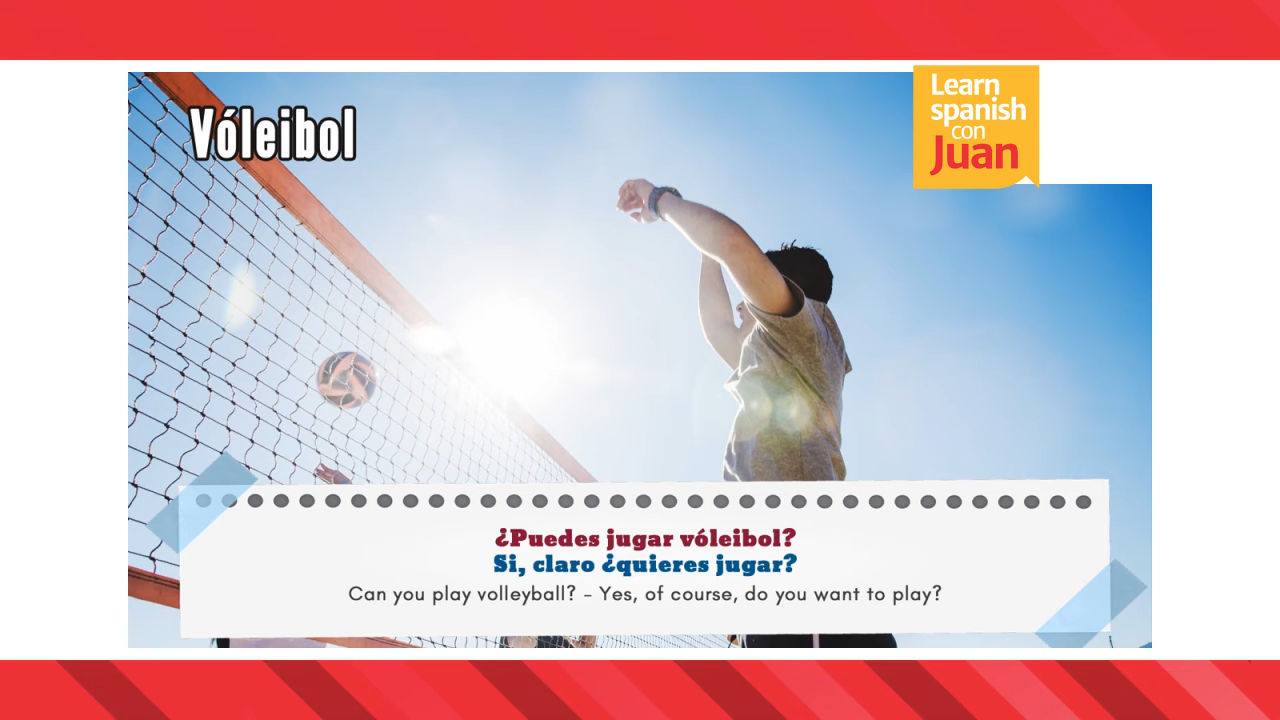 Vóleibol
Learn
spanish
con
Juan
¿Puedes jugar vóleibol?
Si, claro ¿quieres jugar?
Can you play volleyball? - Yes, of course, do you want to play?